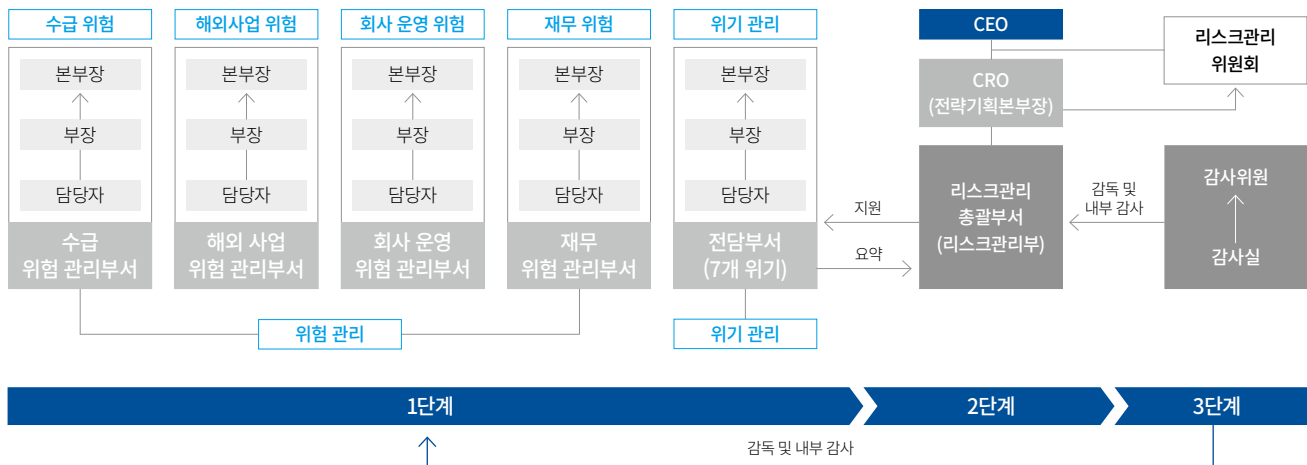 수급 위험
본부장
부장
담당자
수급
위험 관리부서
해외사업 위험
본부장
부장
담당자
해외 사업
위험 관리부서
회사 운영 위험
본부장
부장
담당자
회사 운영
위험 관리부서
재무 위험
본부장
부장
담당자
재무
위험 관리부서
위험 관리
위기 관리
본부장
부장
담당자
전담부서
(7개 위기)
위기 관리
지원
요약
CEO
CRO
(전략기획본부장)
리스크관리
총괄부서
(리스크관리부)
리스크관리
위원회
감독 및
내부 감사
감사위원
감사실
1단계
2단계
3단계
감독 및 내부 감사